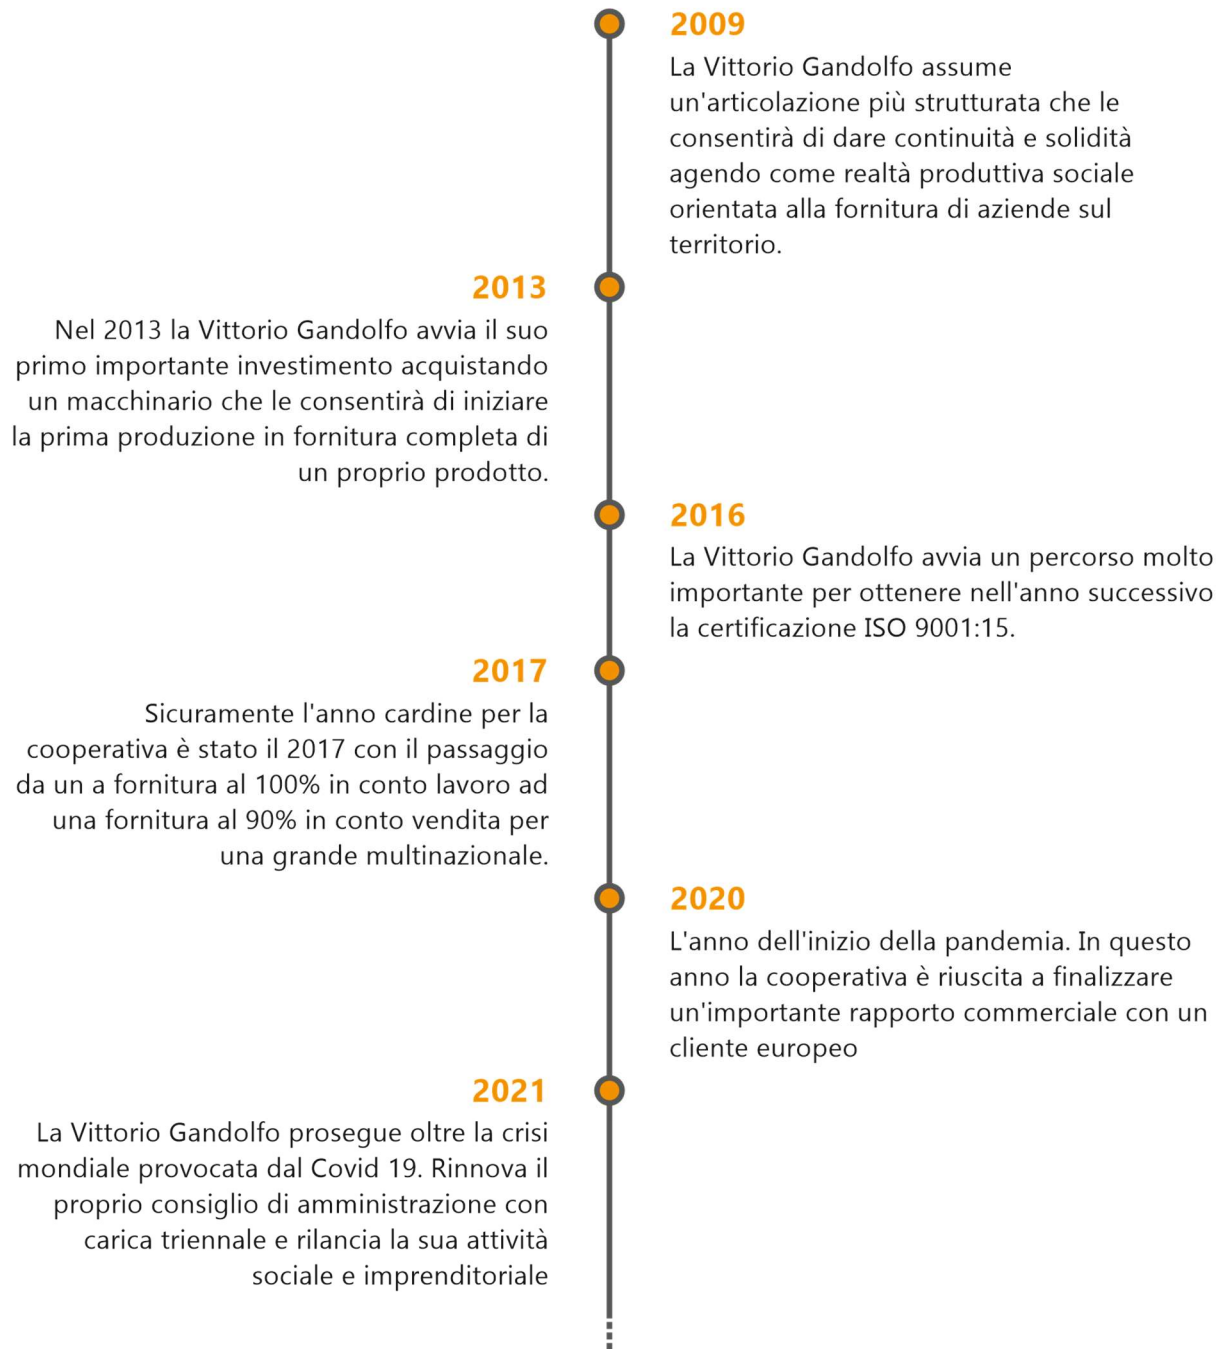 2009
La Vittorio Gandolfo assume
un'articolazione più strutturata che le
consentirà di dare continuità e solidità
agendo come realtà produttiva sociale
orientata alla fornitura di aziende sul
territorio.
2013
Nel 2013 la Vittorio Gandolfo avvia il suo
primo importante investimento acquistando
un macchinario che le consentirà di iniziare
la prima produzione in fornitura completa di
un proprio prodotto.
2016
La Vittorio Gandolfo avvia un percorso molto
importante per ottenere nell'anno successivo
la certificazione ISO 9001:15.
2017
Sicuramente l'anno cardine per la
cooperativa è stato il 2017 con il passaggio
da un a fornitura al 100% in conto lavoro ad
una fornitura al 90% in conto vendita per
una grande multinazionale.
2020
L'anno dell'inizio della pandemia. In questo
anno la cooperativa è riuscita a finalizzare
un'importante rapporto commerciale con un
cliente europeo
2021
La Vittorio Gandolfo prosegue oltre la crisi
mondiale provocata dal Covid 19. Rinnova il
proprio consiglio di amministrazione con
carica triennale e rilancia la sua attività
sociale e imprenditoriale